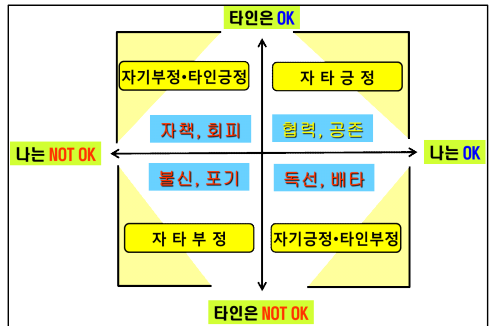 타인은 OK
자기부정•타인긍정
자 타 긍 정
자책, 회피
협력, 공존
나는 NOT OK
나는 OK
불신, 포기
독선, 배타
자 타 부 정
자기긍정•타인부정
타인은 NOT OK